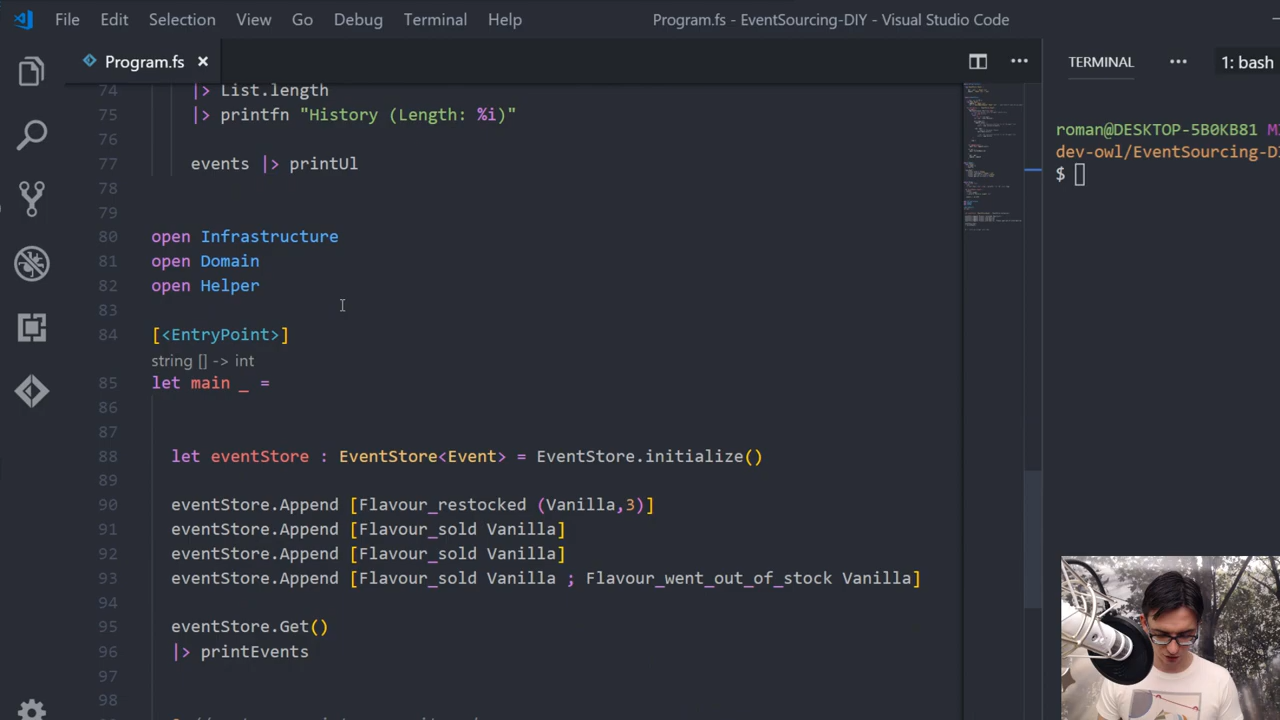 File Edit Selection View Go Debug Terminal Help
Program.fs - EventSourcing-DIY - Visual Studio Code
Program.fs ×
TERMINAL ··· 1: bash
74 |> List.length
75 |> printfn "History (Length: %i)"
76
77 events |> printUl
78
79
80 open Infrastructure
81 open Domain
82 open Helper
83
84 [<EntryPoint>]
string [] -> int
85 let main _ =
86
87
88 let eventStore : EventStore<Event> = EventStore.initialize()
89
90 eventStore.Append [Flavour_restocked (Vanilla,3)]
91 eventStore.Append [Flavour_sold Vanilla]
92 eventStore.Append [Flavour_sold Vanilla]
93 eventStore.Append [Flavour_sold Vanilla ; Flavour_went_out_of_stock Vanilla]
94
95 eventStore.Get()
96 |> printEvents
97
98
roman@DESKTOP-5B0KB81
dev-owl/EventSourcing-D
$